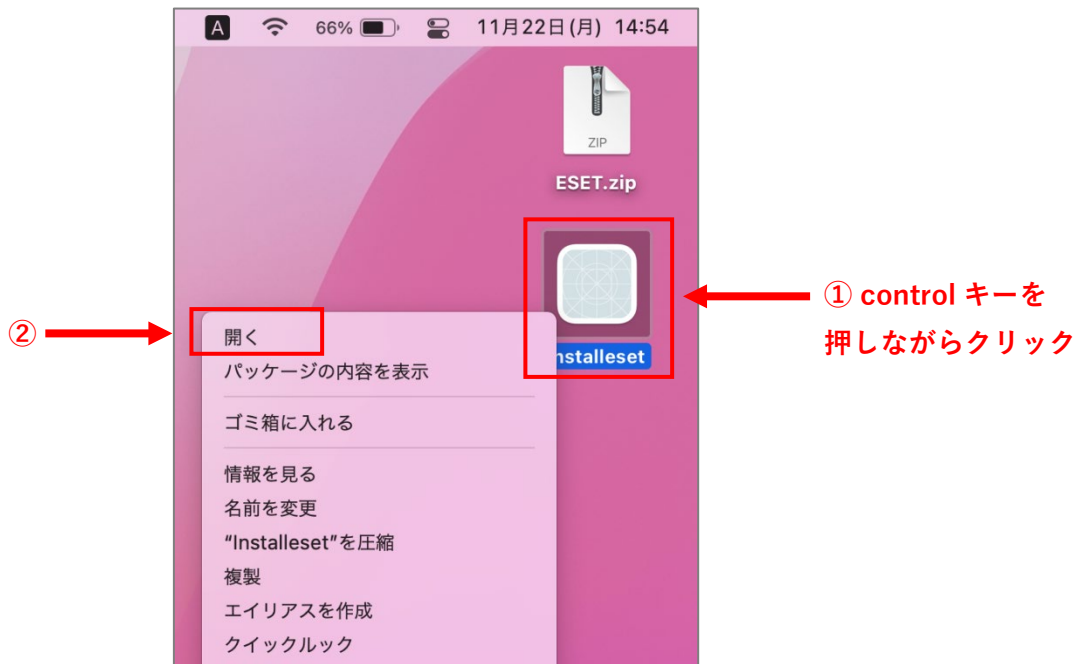 A 66% 11月22日(月) 14:54
ZIP
ESET.zip
nstalleset
① control キーを
押しながらクリック
②
開く
パッケージの内容を表示
ゴミ箱に入れる
情報を見る
名前を変更
“Installeset”を圧縮
複製
エイリアスを作成
クイックルック